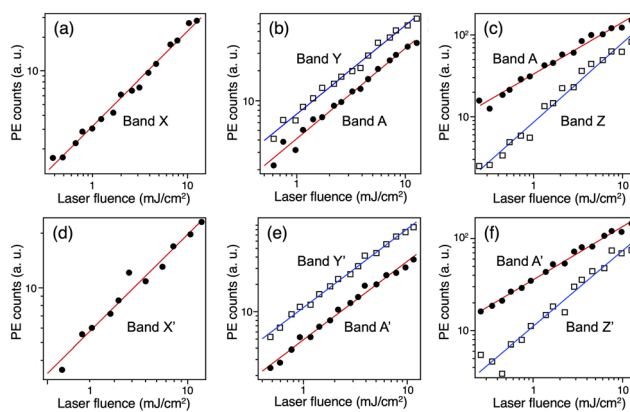 (a)
PE counts (a. u.)
10
Band X
1
10
Laser fluence (mJ/cm²)
(b)
PE counts (a. u.)
10
Band Y
Band A
1
10
Laser fluence (mJ/cm²)
(c)
PE counts (a. u.)
10²
10
Band A
Band Z
1
10
Laser fluence (mJ/cm²)
(d)
PE counts (a. u.)
10
Band X'
1
10
Laser fluence (mJ/cm²)
(e)
PE counts (a. u.)
10
Band Y'
Band A'
1
10
Laser fluence (mJ/cm²)
(f)
PE counts (a. u.)
10²
10
Band A'
Band Z'
1
10
Laser fluence (mJ/cm²)